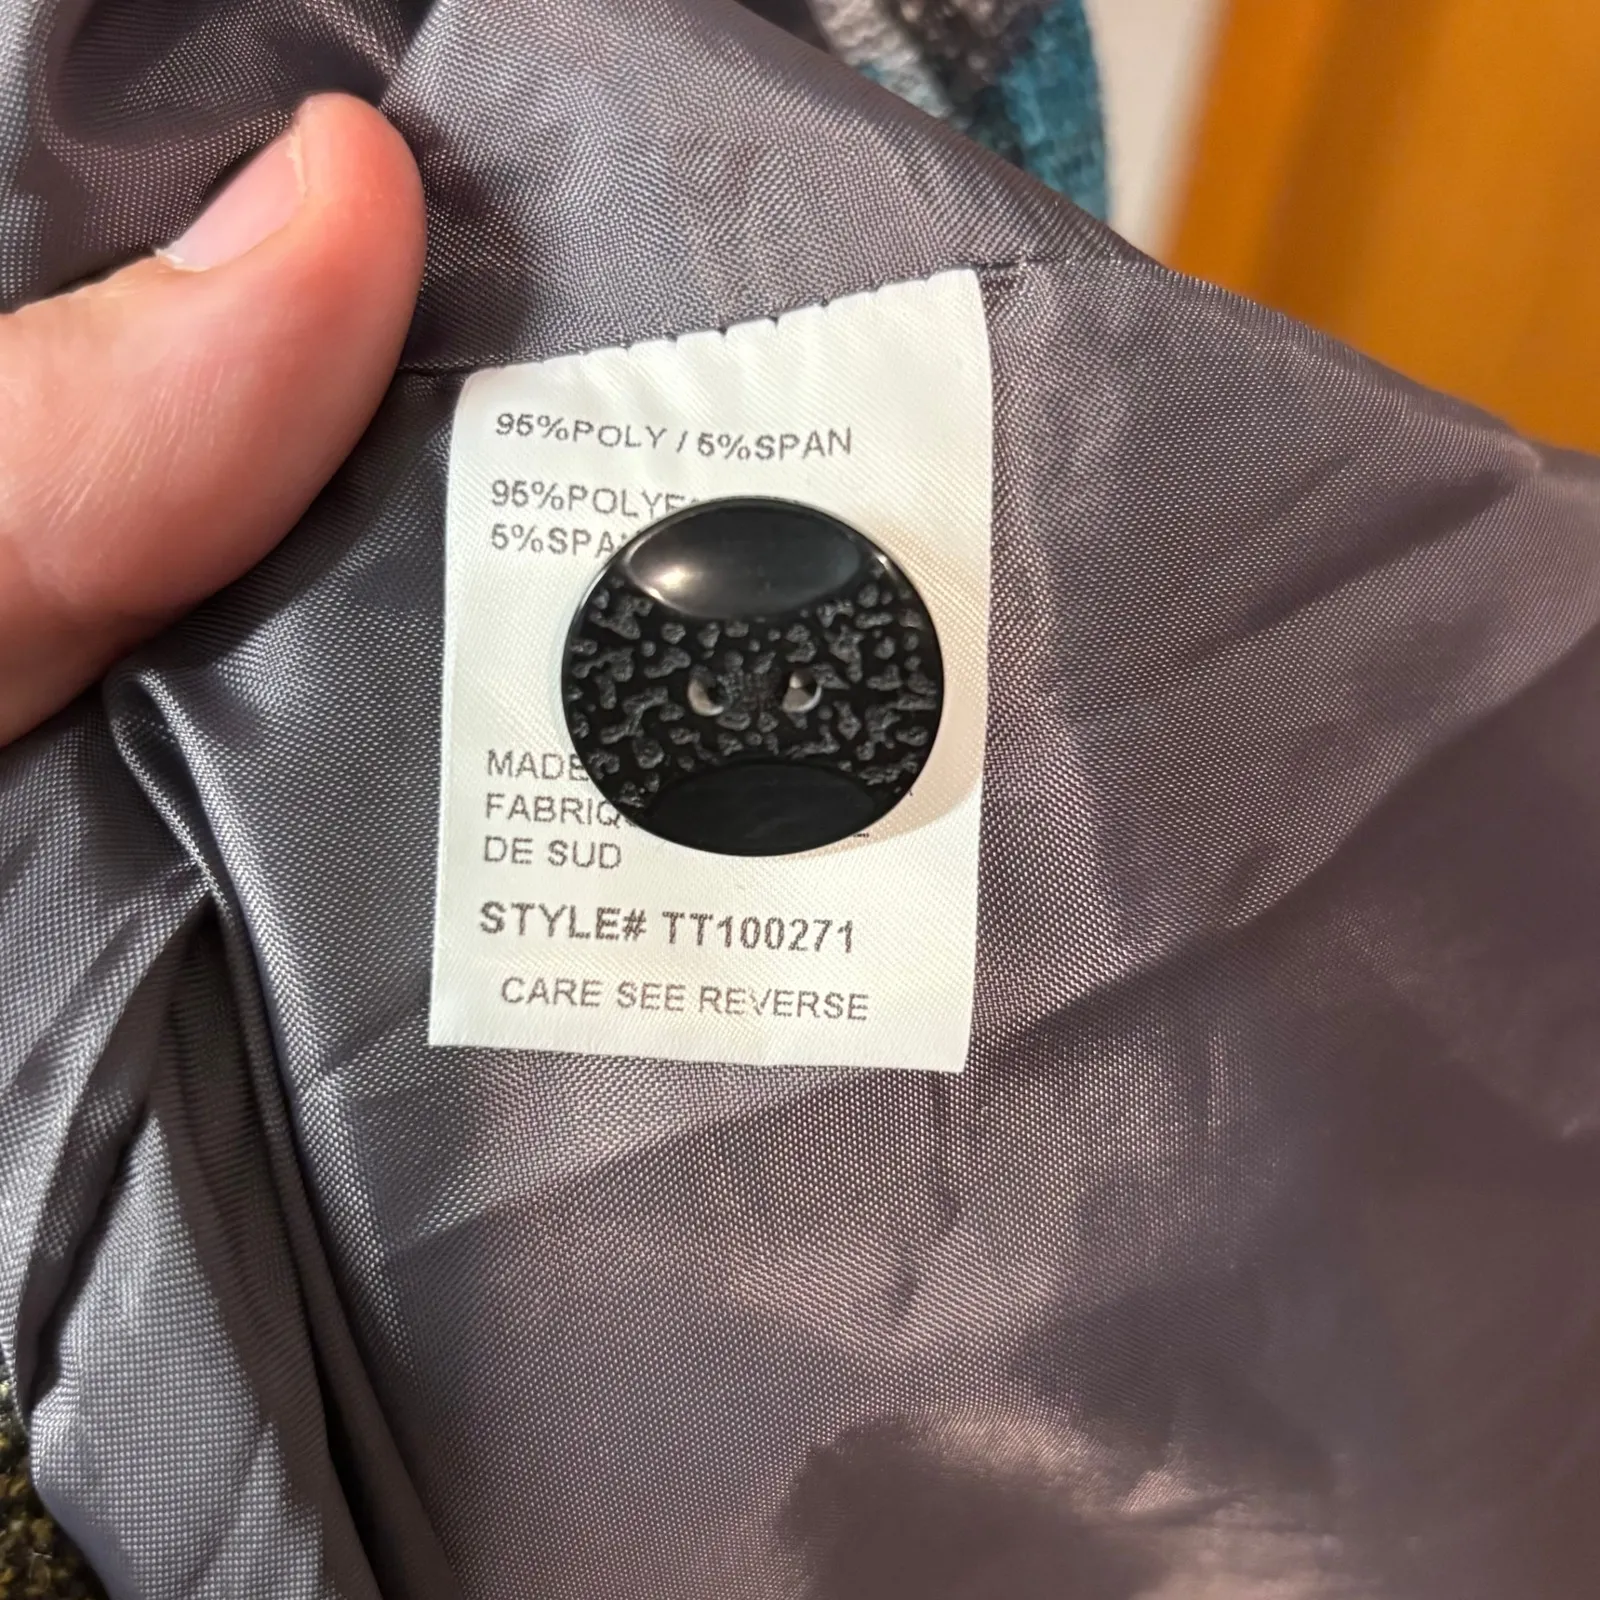 95%POLY / 5%SPAN
95%POLYE
5%SPA
MADE
FABRIQ
DE SUD
STYLE# TT100271
CARE SEE REVERSE